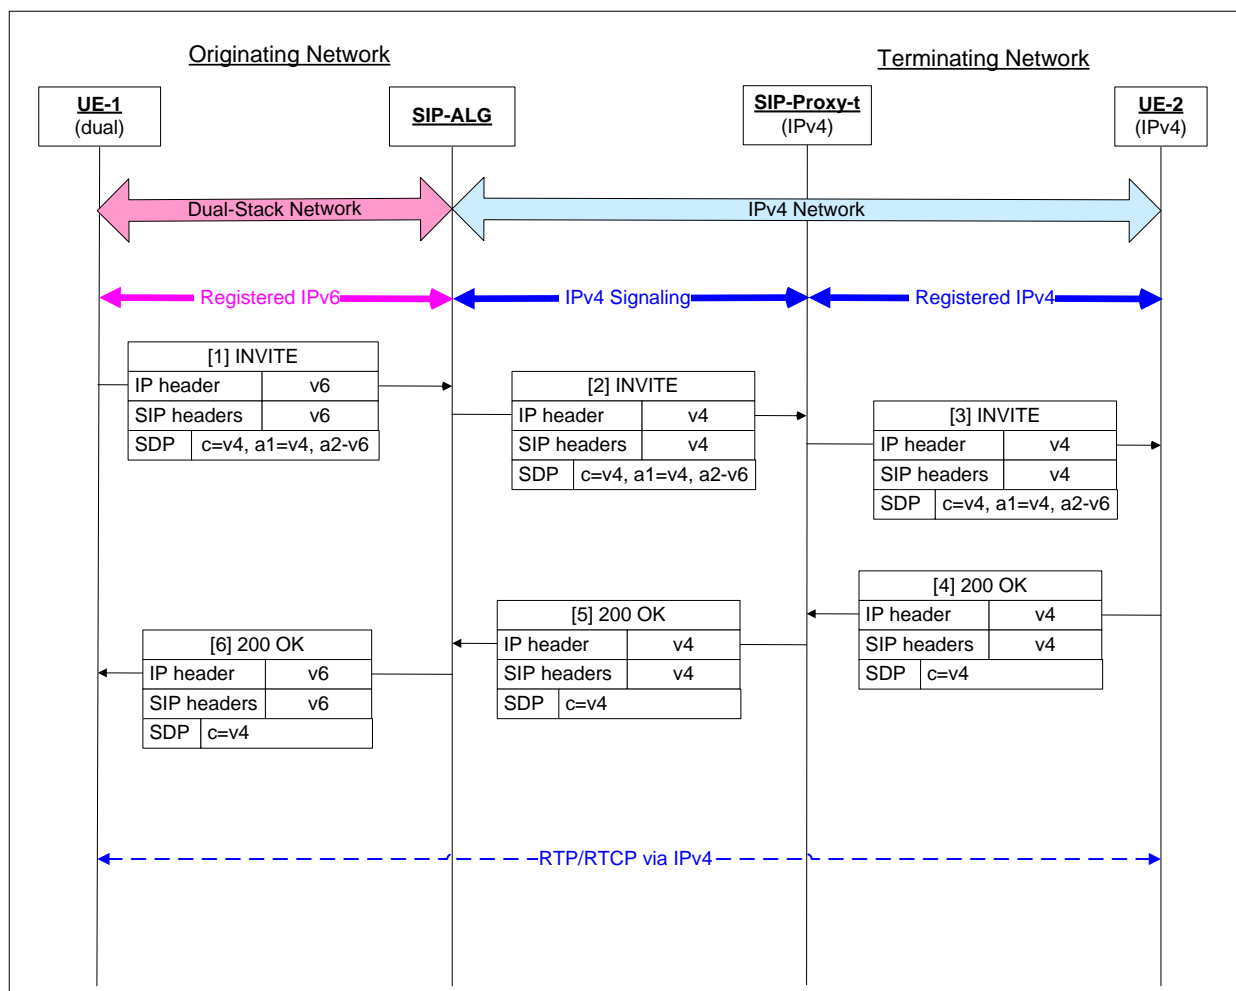 Originating Network
Terminating Network
UE-1
(dual)
SIP-ALG
SIP-Proxy-t
(IPv4)
UE-2
(IPv4)
Dual-Stack Network
IPv4 Network
Registered IPv6
IPv4 Signaling
Registered IPv4
[1] INVITE
IP header v6
SIP headers v6
SDP c=v4, a1=v4, a2-v6
[2] INVITE
IP header v4
SIP headers v4
SDP c=v4, a1=v4, a2-v6
[3] INVITE
IP header v4
SIP headers v4
SDP c=v4, a1=v4, a2-v6
[4] 200 OK
IP header v4
SIP headers v4
SDP c=v4
[5] 200 OK
IP header v4
SIP headers v4
SDP c=v4
[6] 200 OK
IP header v6
SIP headers v6
SDP c=v4
RTP/RTCP via IPv4